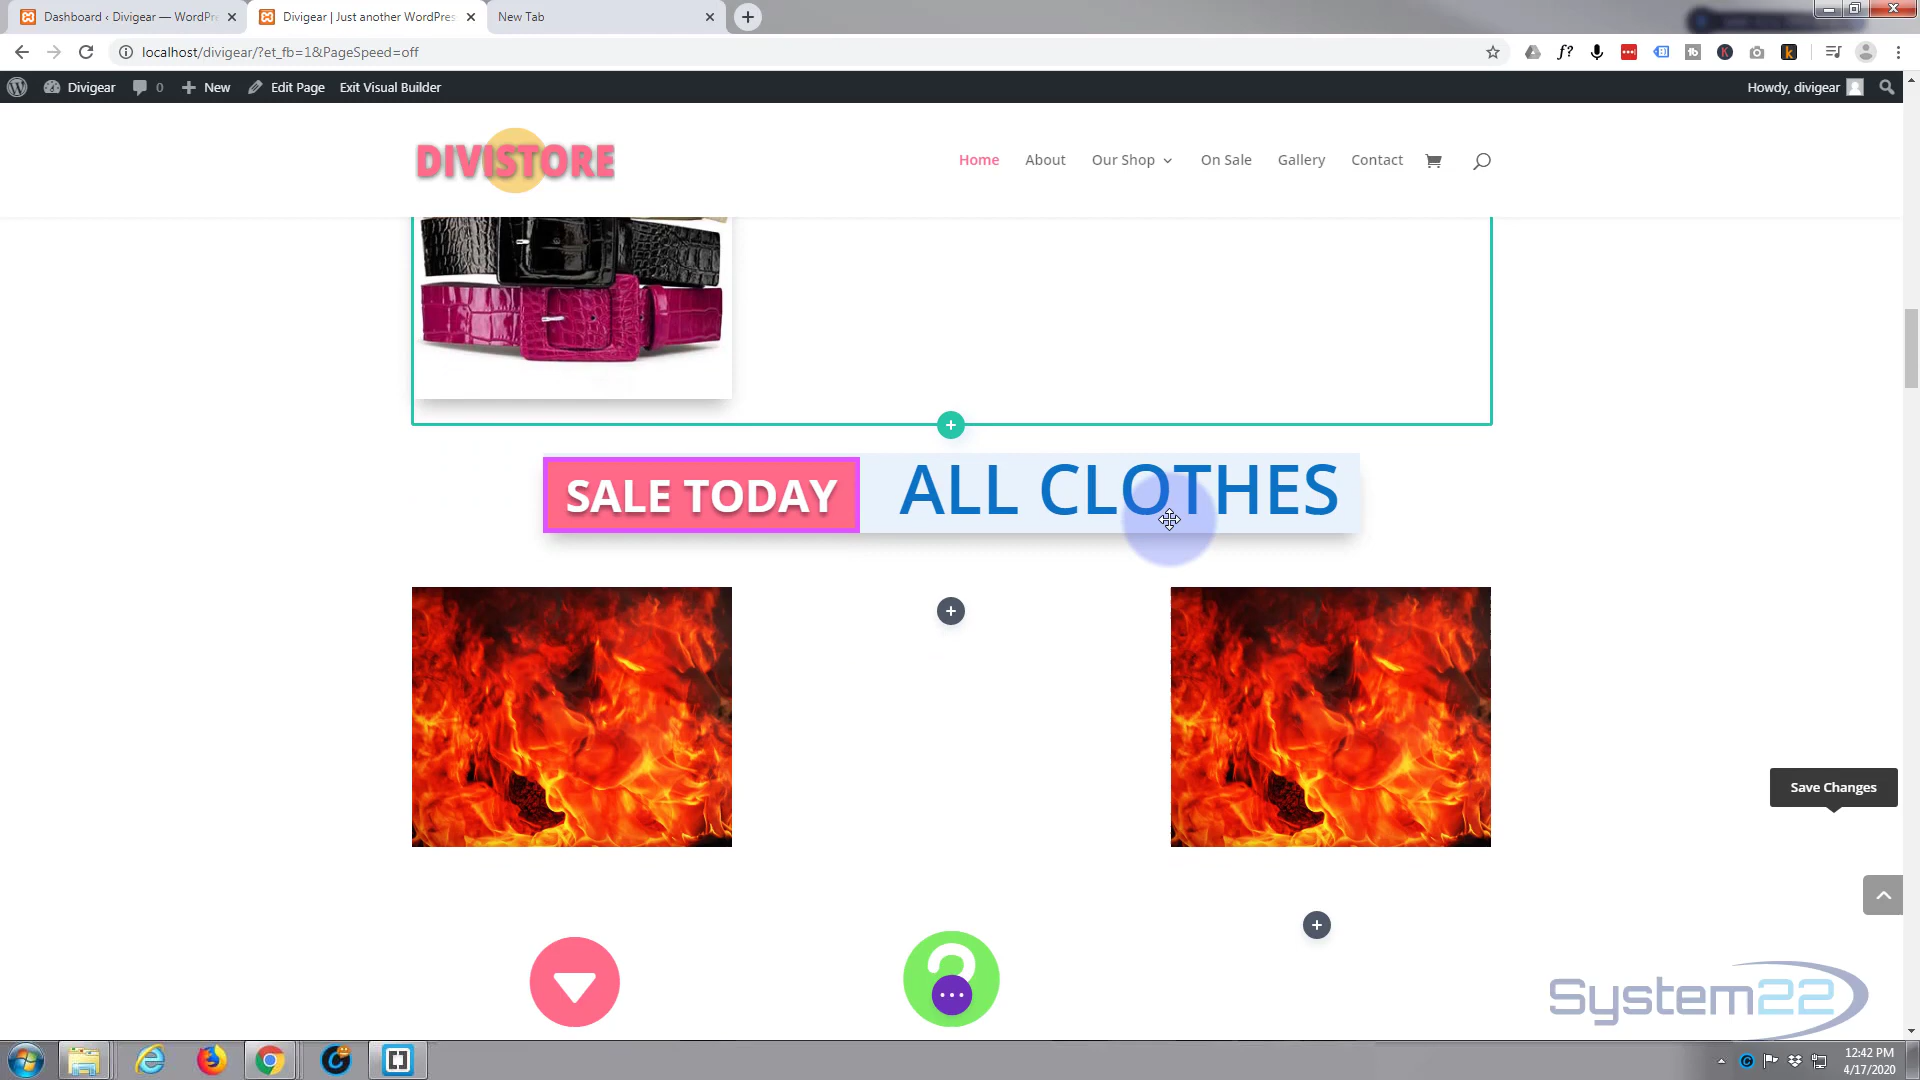 Dashboard ‹ Divigear — WordPre
Divigear | Just another WordPress
New Tab
localhost/divigear/?et_fb=1&PageSpeed=off
Divigear
0
New
Edit Page
Exit Visual Builder
Howdy, divigear
DIVISTORE
Home
About
Our Shop
On Sale
Gallery
Contact
SALE TODAY
ALL CLOTHES
Save Changes
System22
12:42 PM
4/17/2020